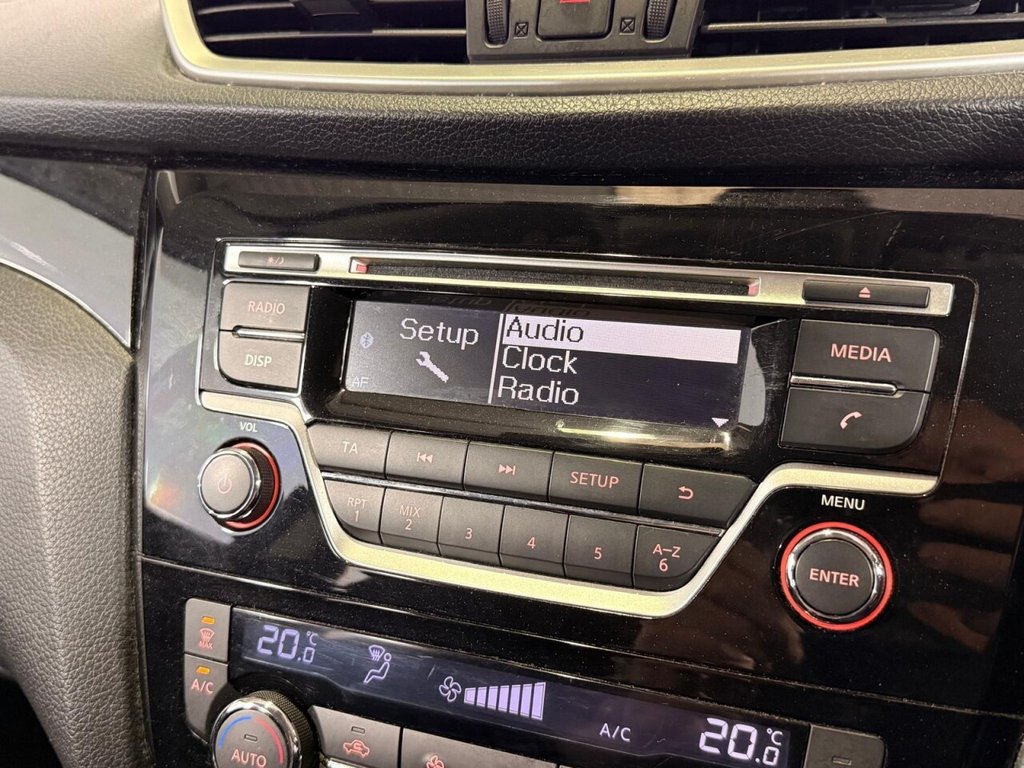 RADIO
DISP
Setup
AF
Audio
Clock
Radio
MEDIA
VOL
TA
SETUP
RPT
1
MIX
2
3
4
5
A–Z
6
MENU
ENTER
MAX
A/C
20.0 °C
A/C
20.0 °C
AUTO